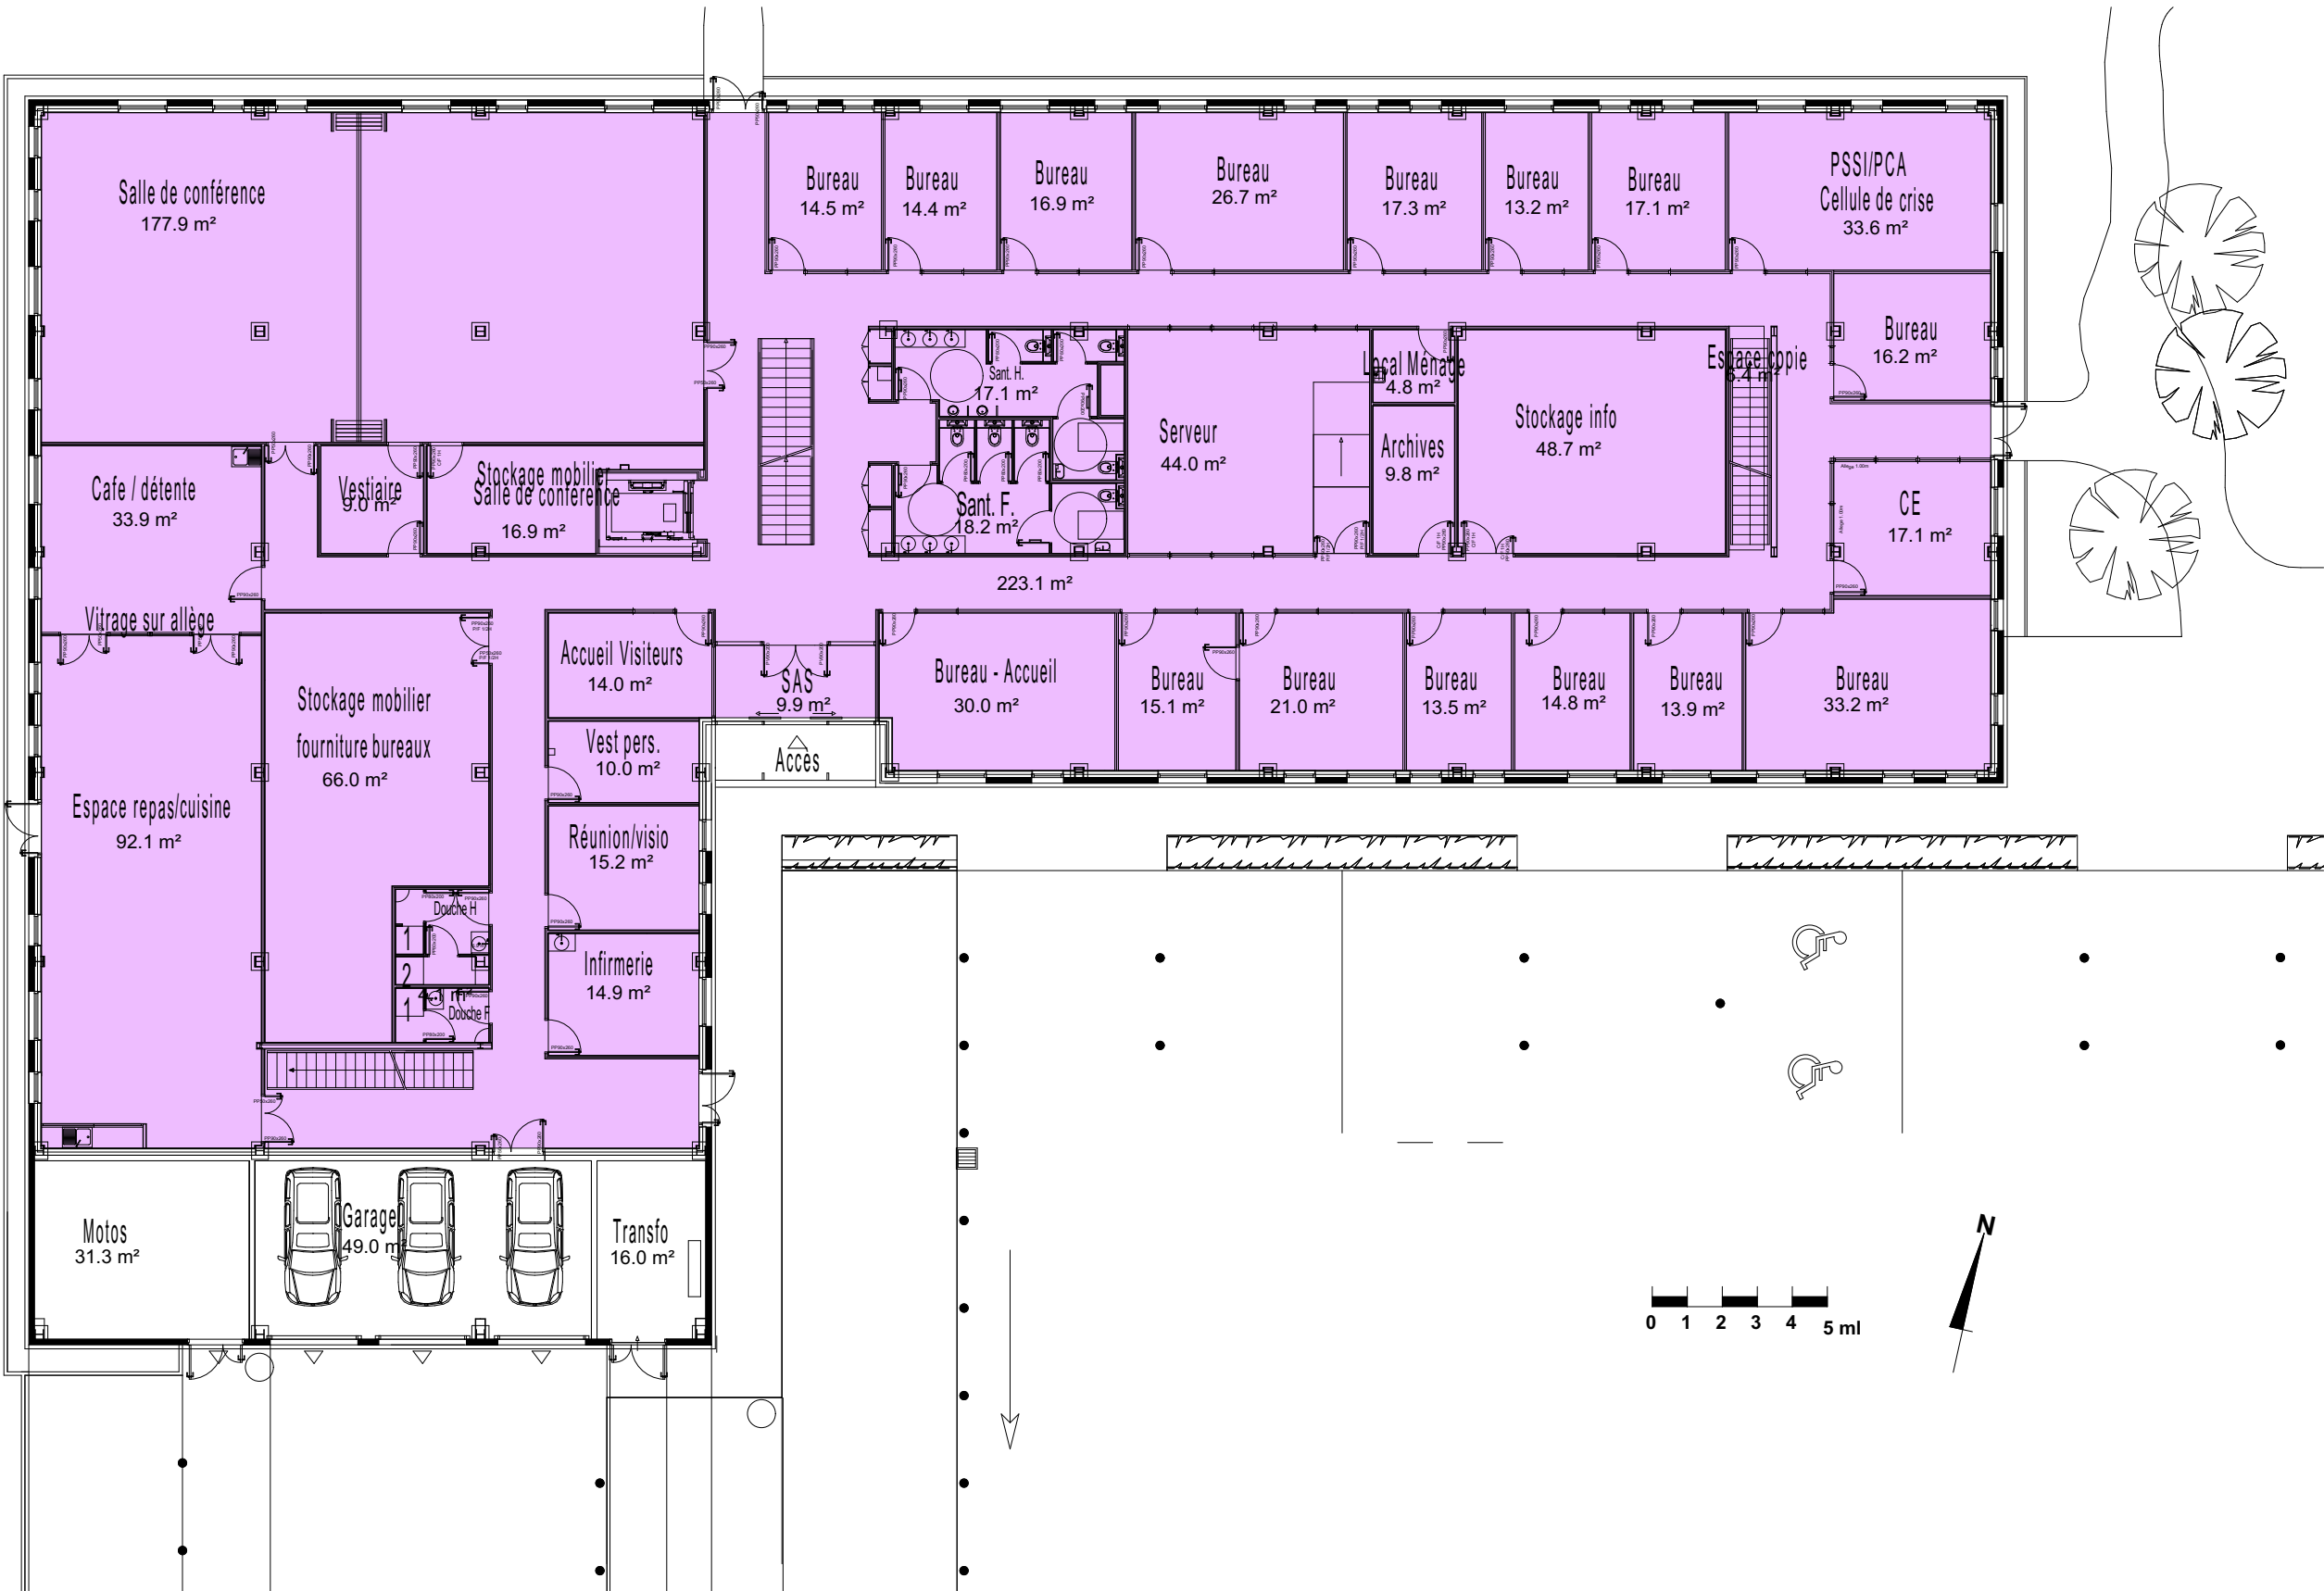 Salle de conférence
177.9 m²
Bureau
14.5 m²
Bureau
14.4 m²
Bureau
16.9 m²
Bureau
26.7 m²
Bureau
17.3 m²
Bureau
13.2 m²
Bureau
17.1 m²
PSSI/PCA
Cellule de crise
33.6 m²
Bureau
16.2 m²
Sant. H.
17.1 m²
Sant. F.
18.2 m²
Serveur
44.0 m²
Local Ménage
4.8 m²
Archives
9.8 m²
Stockage info
48.7 m²
Espace copie
6.4 m²
Allège 1.00m
CE
17.1 m²
Cafe / détente
33.9 m²
Vestiaire
9.0 m²
Stockage mobilier
Salle de conférence
16.9 m²
223.1 m²
Vitrage sur allège
Stockage mobilier
fourniture bureaux
66.0 m²
Accueil Visiteurs
14.0 m²
SAS
9.9 m²
Accès
Bureau - Accueil
30.0 m²
Bureau
15.1 m²
Bureau
21.0 m²
Bureau
13.5 m²
Bureau
14.8 m²
Bureau
13.9 m²
Bureau
33.2 m²
Vest pers.
10.0 m²
Espace repas/cuisine
92.1 m²
Réunion/visio
15.2 m²
Douche H
1
2
1
Douche F
Infirmerie
14.9 m²
Motos
31.3 m²
Garage
49.0 m²
Transfo
16.0 m²
N
0 1 2 3 4 5 ml